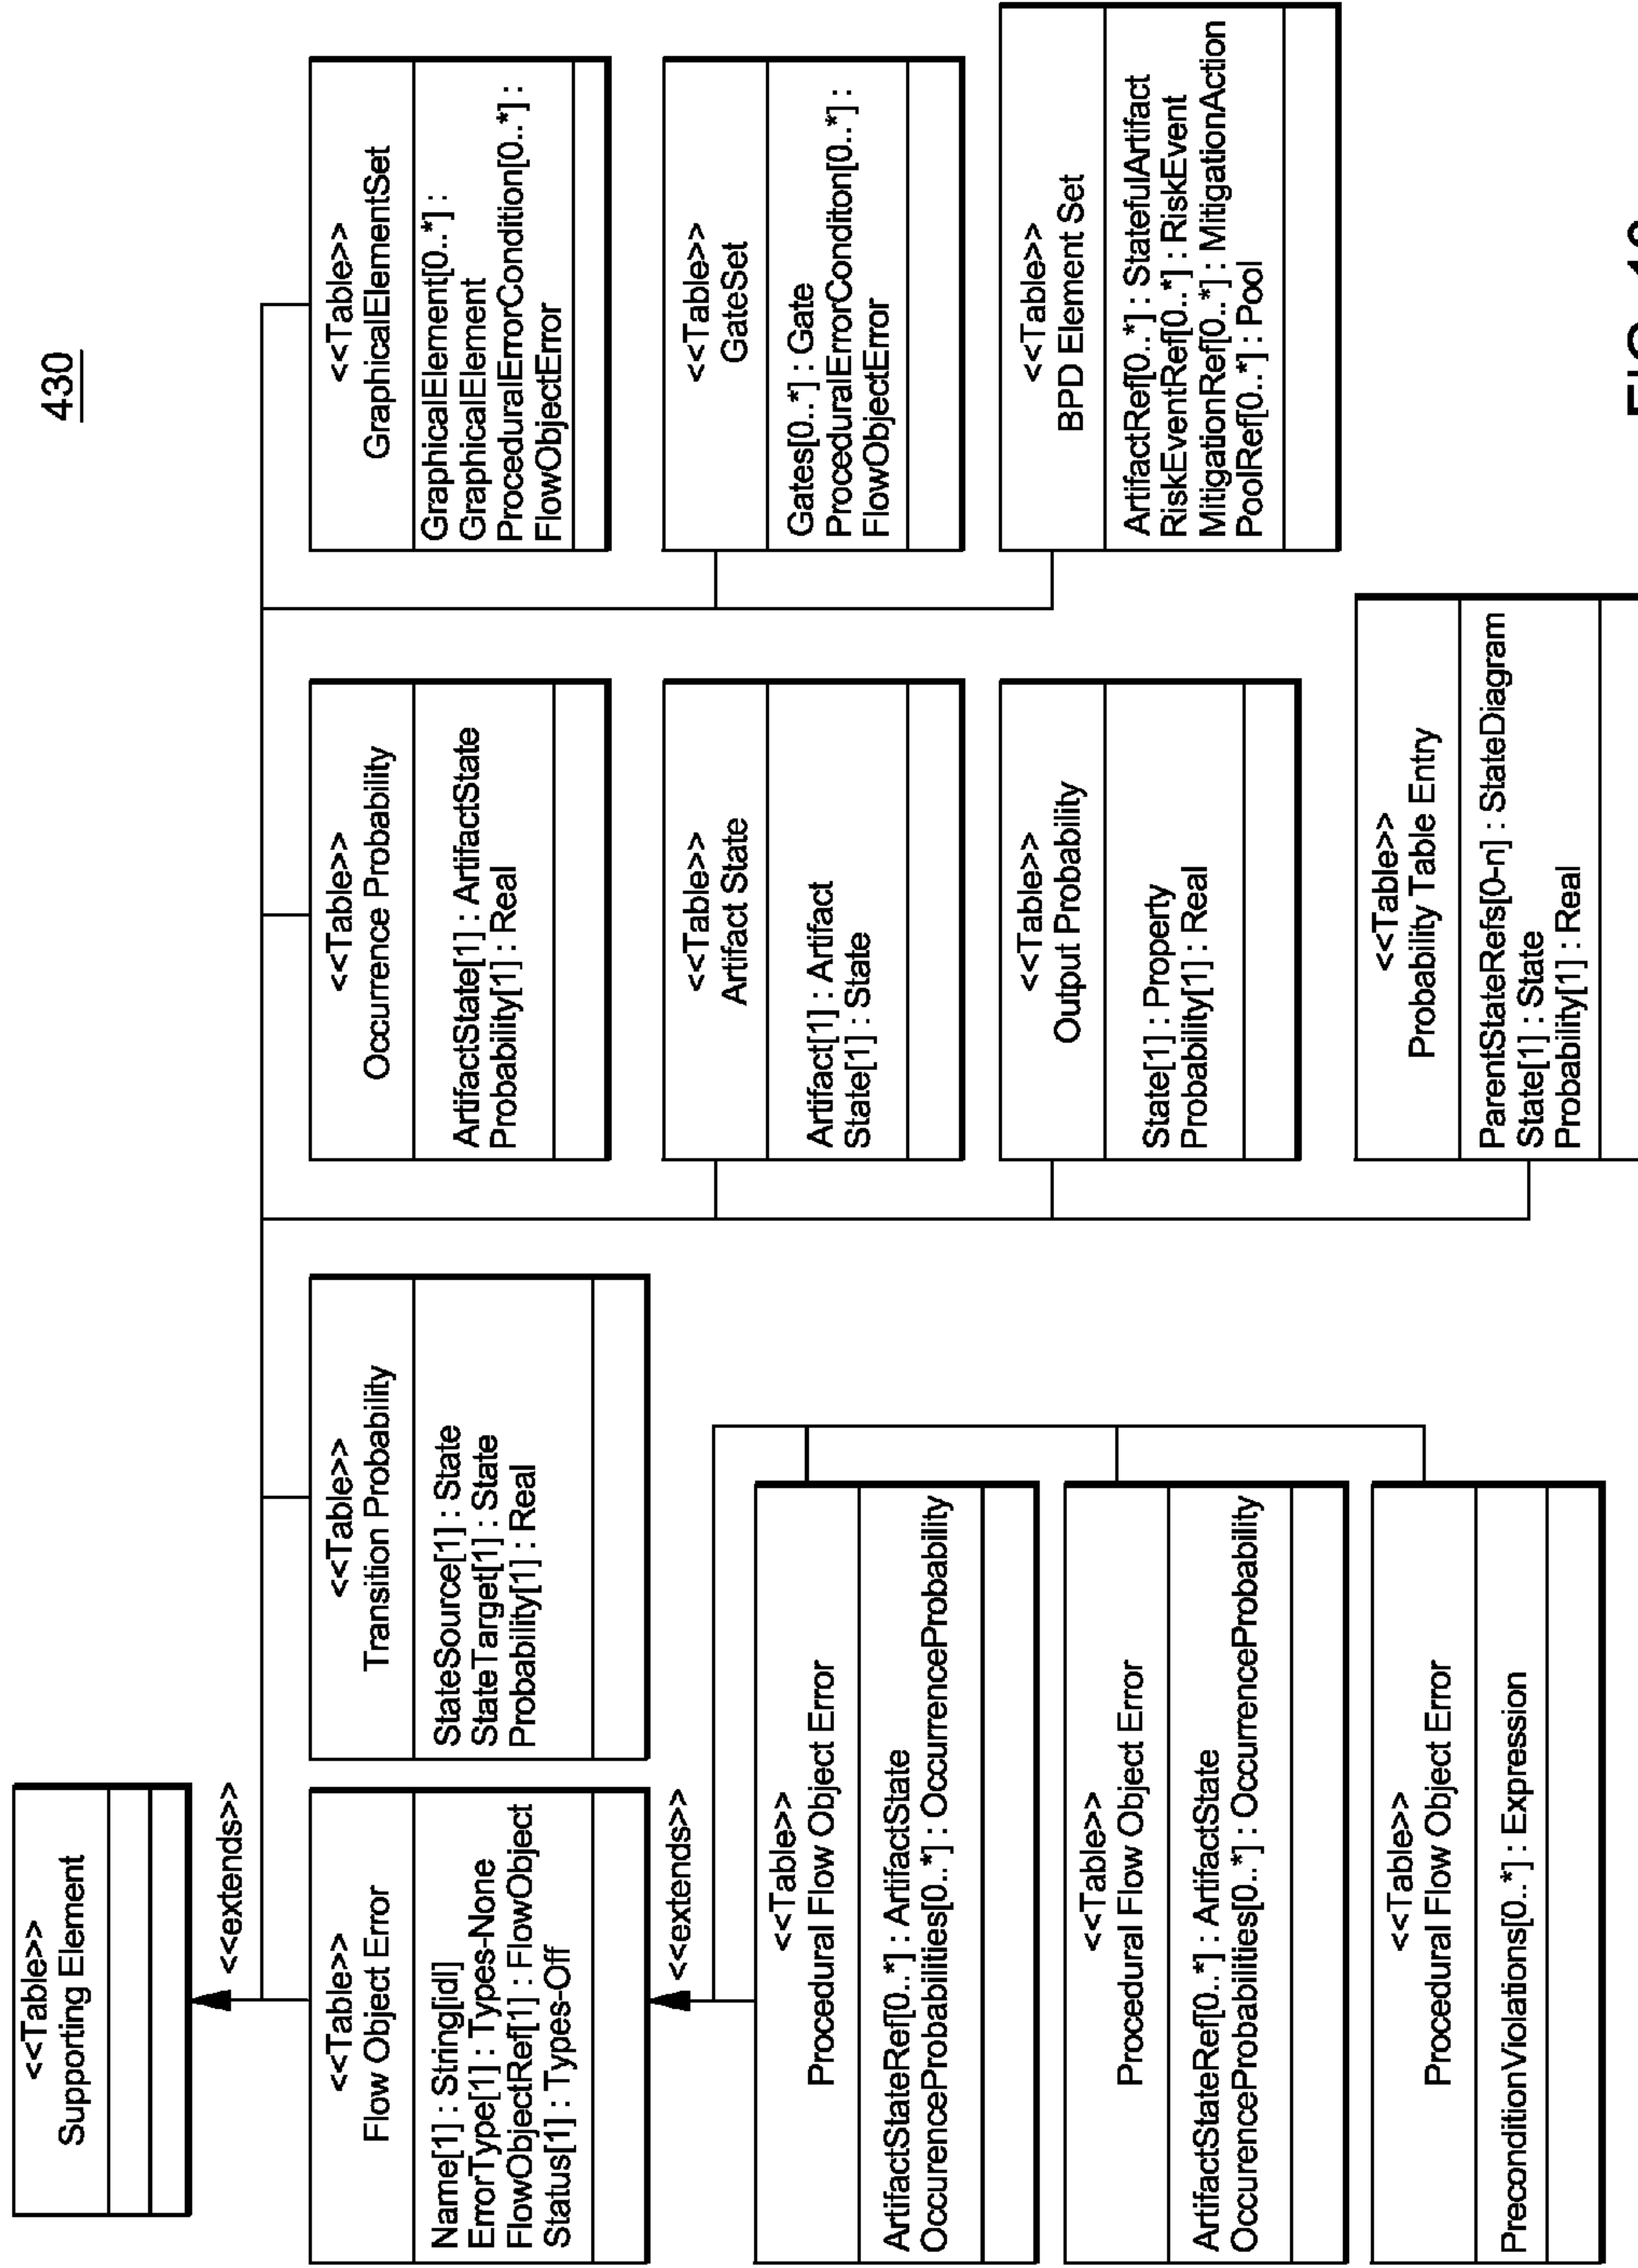 430
<<Table>>
Supporting Element
<<extends>>
<<Table>>
Flow Object Error
Name[1] : String[idl]
ErrorType[1] : Types-None
FlowObjectRef[1] : FlowObject
Status[1] : Types-Off
<<Table>>
Transition Probability
StateSource[1] : State
StateTarget[1] : State
Probability[1] : Real
<<Table>>
Occurrence Probability
ArtifactState[1] : ArtifactState
Probability[1] : Real
<<Table>>
GraphicalElementSet
GraphicalElement[0..*] :
GraphicalElement
ProceduralErrorCondition[0..*] :
FlowObjectError
<<extends>>
<<Table>>
Procedural Flow Object Error
ArtifactStateRef[0..*] : ArtifactState
OccurenceProbabilities[0..*] : OccurrenceProbability
<<Table>>
Artifact State
Artifact[1] : Artifact
State[1] : State
<<Table>>
GateSet
Gates[0..*] : Gate
ProceduralErrorConditon[0..*] :
FlowObjectError
<<Table>>
Procedural Flow Object Error
ArtifactStateRef[0..*] : ArtifactState
OccurenceProbabilities[0..*] : OccurrenceProbability
<<Table>>
Output Probability
State[1] : Property
Probability[1] : Real
<<Table>>
BPD Element Set
ArtifactRef[0..*] : StatefulArtifact
RiskEventRef[0..*] : RiskEvent
MitigationRef[0..*] : MitigationAction
PoolRef[0..*] : Pool
<<Table>>
Procedural Flow Object Error
PreconditionViolations[0..*] : Expression
<<Table>>
Probability Table Entry
ParentStateRefs[0-n] : StateDiagram
State[1] : State
Probability[1] : Real
FIG.